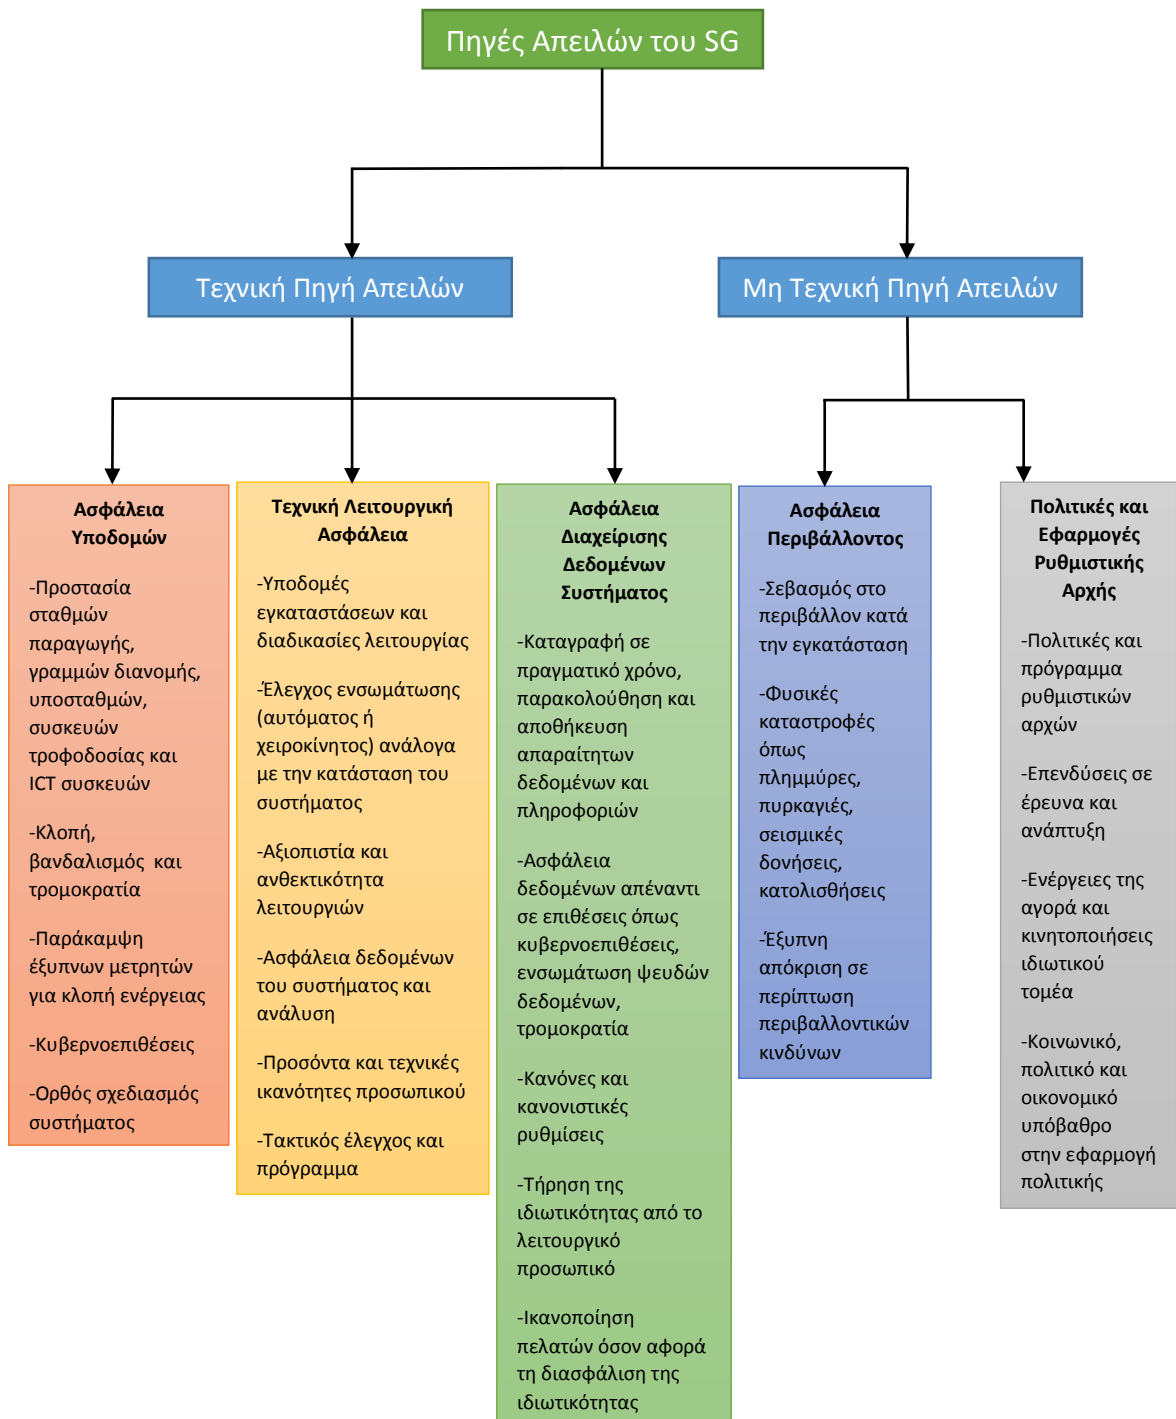 Πηγές Απειλών του SG
Τεχνική Πηγή Απειλών
Μη Τεχνική Πηγή Απειλών
Ασφάλεια
Υποδομών
-Προστασία
σταθμών
παραγωγής,
γραμμών διανομής,
υποσταθμών,
συσκευών
τροφοδοσίας και
ICT συσκευών
-Κλοπή,
βανδαλισμός και
τρομοκρατία
-Παράκαμψη
έξυπνων μετρητών
για κλοπή ενέργειας
-Κυβερνοεπιθέσεις
-Ορθός σχεδιασμός
συστήματος
Τεχνική Λειτουργική
Ασφάλεια
-Υποδομές
εγκαταστάσεων και
διαδικασίες λειτουργίας
-Έλεγχος ενσωμάτωσης
(αυτόματος ή
χειροκίνητος) ανάλογα
με την κατάσταση του
συστήματος
-Αξιοπιστία και
ανθεκτικότητα
λειτουργιών
-Ασφάλεια δεδομένων
του συστήματος και
ανάλυση
-Προσόντα και τεχνικές
ικανότητες προσωπικού
-Τακτικός έλεγχος και
πρόγραμμα
Ασφάλεια
Διαχείρισης
Δεδομένων
Συστήματος
-Καταγραφή σε
πραγματικό χρόνο,
παρακολούθηση και
αποθήκευση
απαραίτητων
δεδομένων και
πληροφοριών
-Ασφάλεια
δεδομένων απέναντι
σε επιθέσεις όπως
κυβερνοεπιθέσεις,
ενσωμάτωση ψευδών
δεδομένων,
τρομοκρατία
-Κανόνες και
κανονιστικές
ρυθμίσεις
-Τήρηση της
ιδιωτικότητας από το
λειτουργικό
προσωπικό
-Ικανοποίηση
πελατών όσον αφορά
τη διασφάλιση της
ιδιωτικότητας
Ασφάλεια
Περιβάλλοντος
-Σεβασμός στο
περιβάλλον κατά
την εγκατάσταση
-Φυσικές
καταστροφές
όπως
πλημμύρες,
πυρκαγιές,
σεισμικές
δονήσεις,
κατολισθήσεις
-Έξυπνη
απόκριση σε
περίπτωση
περιβαλλοντικών
κινδύνων
Πολιτικές και
Εφαρμογές
Ρυθμιστικής
Αρχής
-Πολιτικές και
πρόγραμμα
ρυθμιστικών
αρχών
-Επενδύσεις σε
έρευνα και
ανάπτυξη
-Ενέργειες της
αγορά και
κινητοποιήσεις
ιδιωτικού
τομέα
-Κοινωνικό,
πολιτικό και
οικονομικό
υπόβαθρο
στην εφαρμογή
πολιτικής